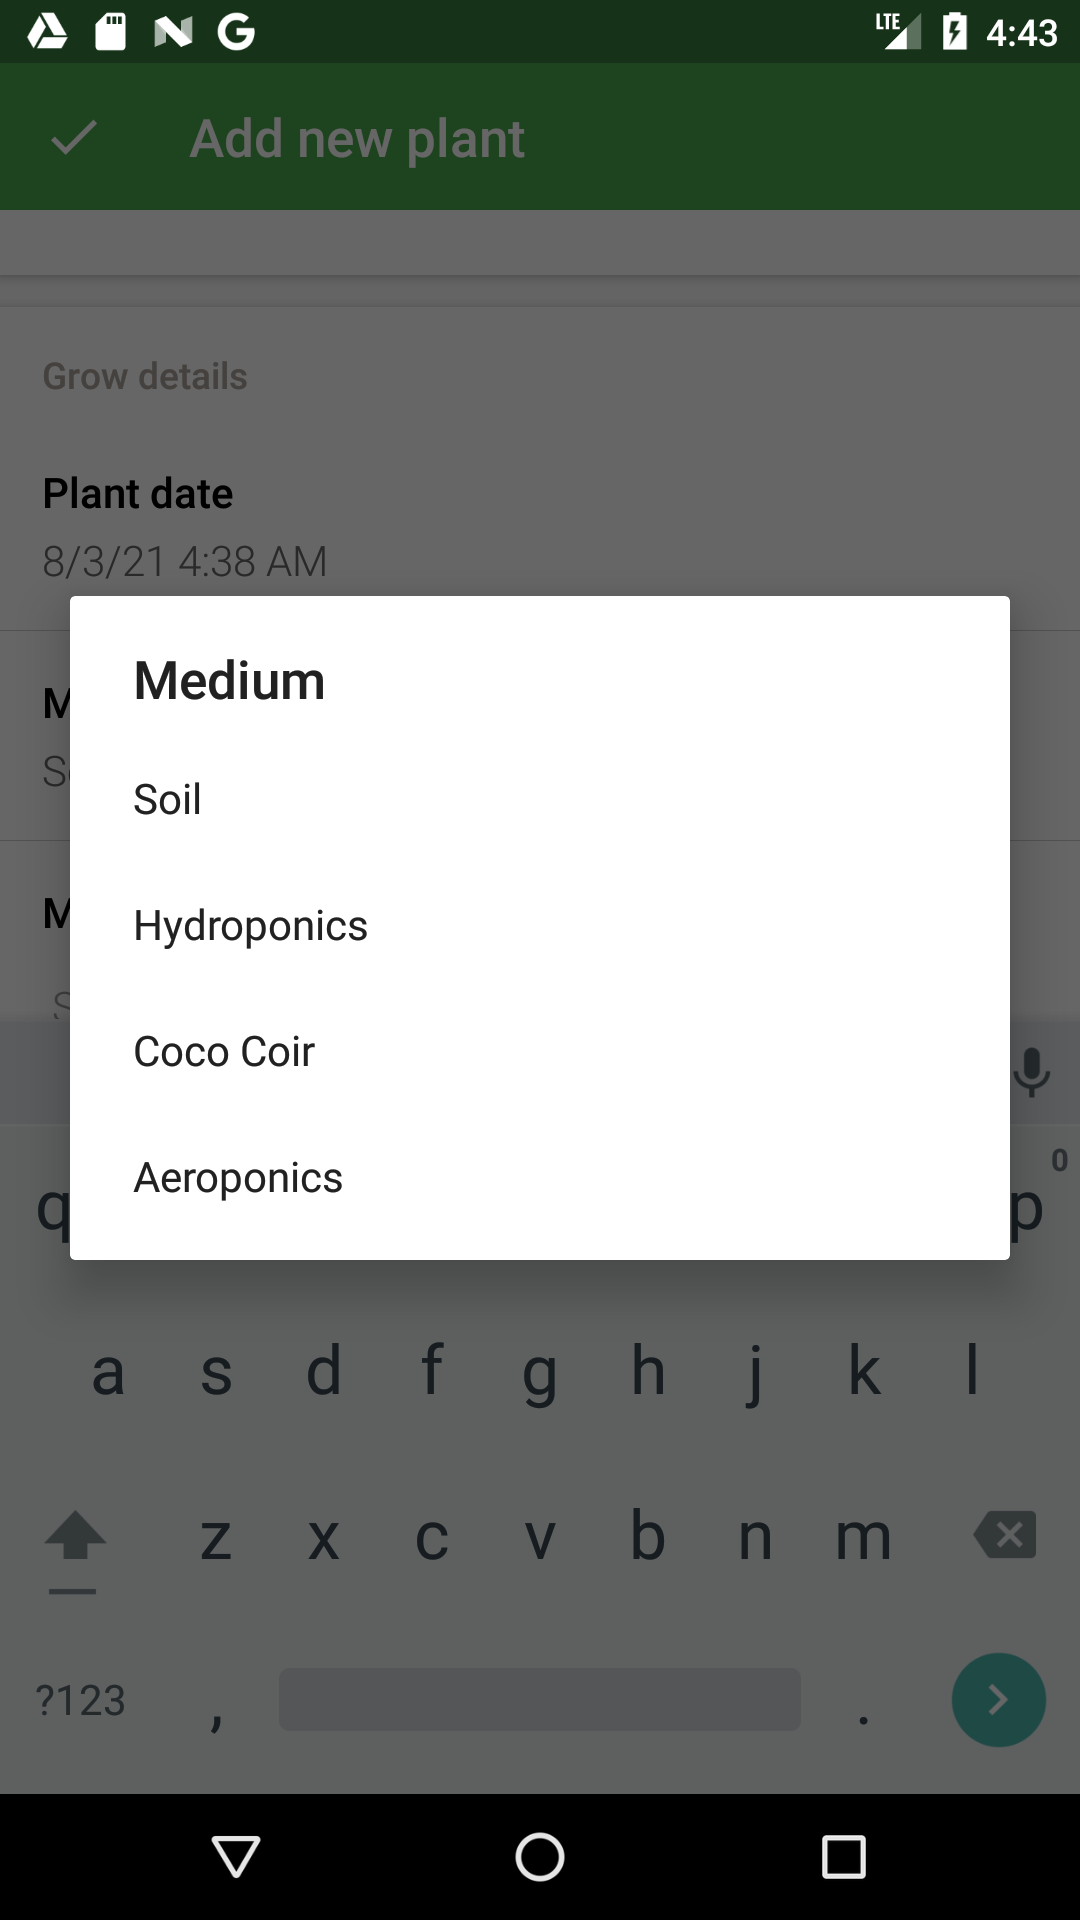 LTE 4:43
Add new plant
Grow details
Plant date
8/3/21 4:38 AM
Medium
Soil
Hydroponics
Coco Coir
Aeroponics
0
q p
a s d f g h j k l
z x c v b n m
?123 , .